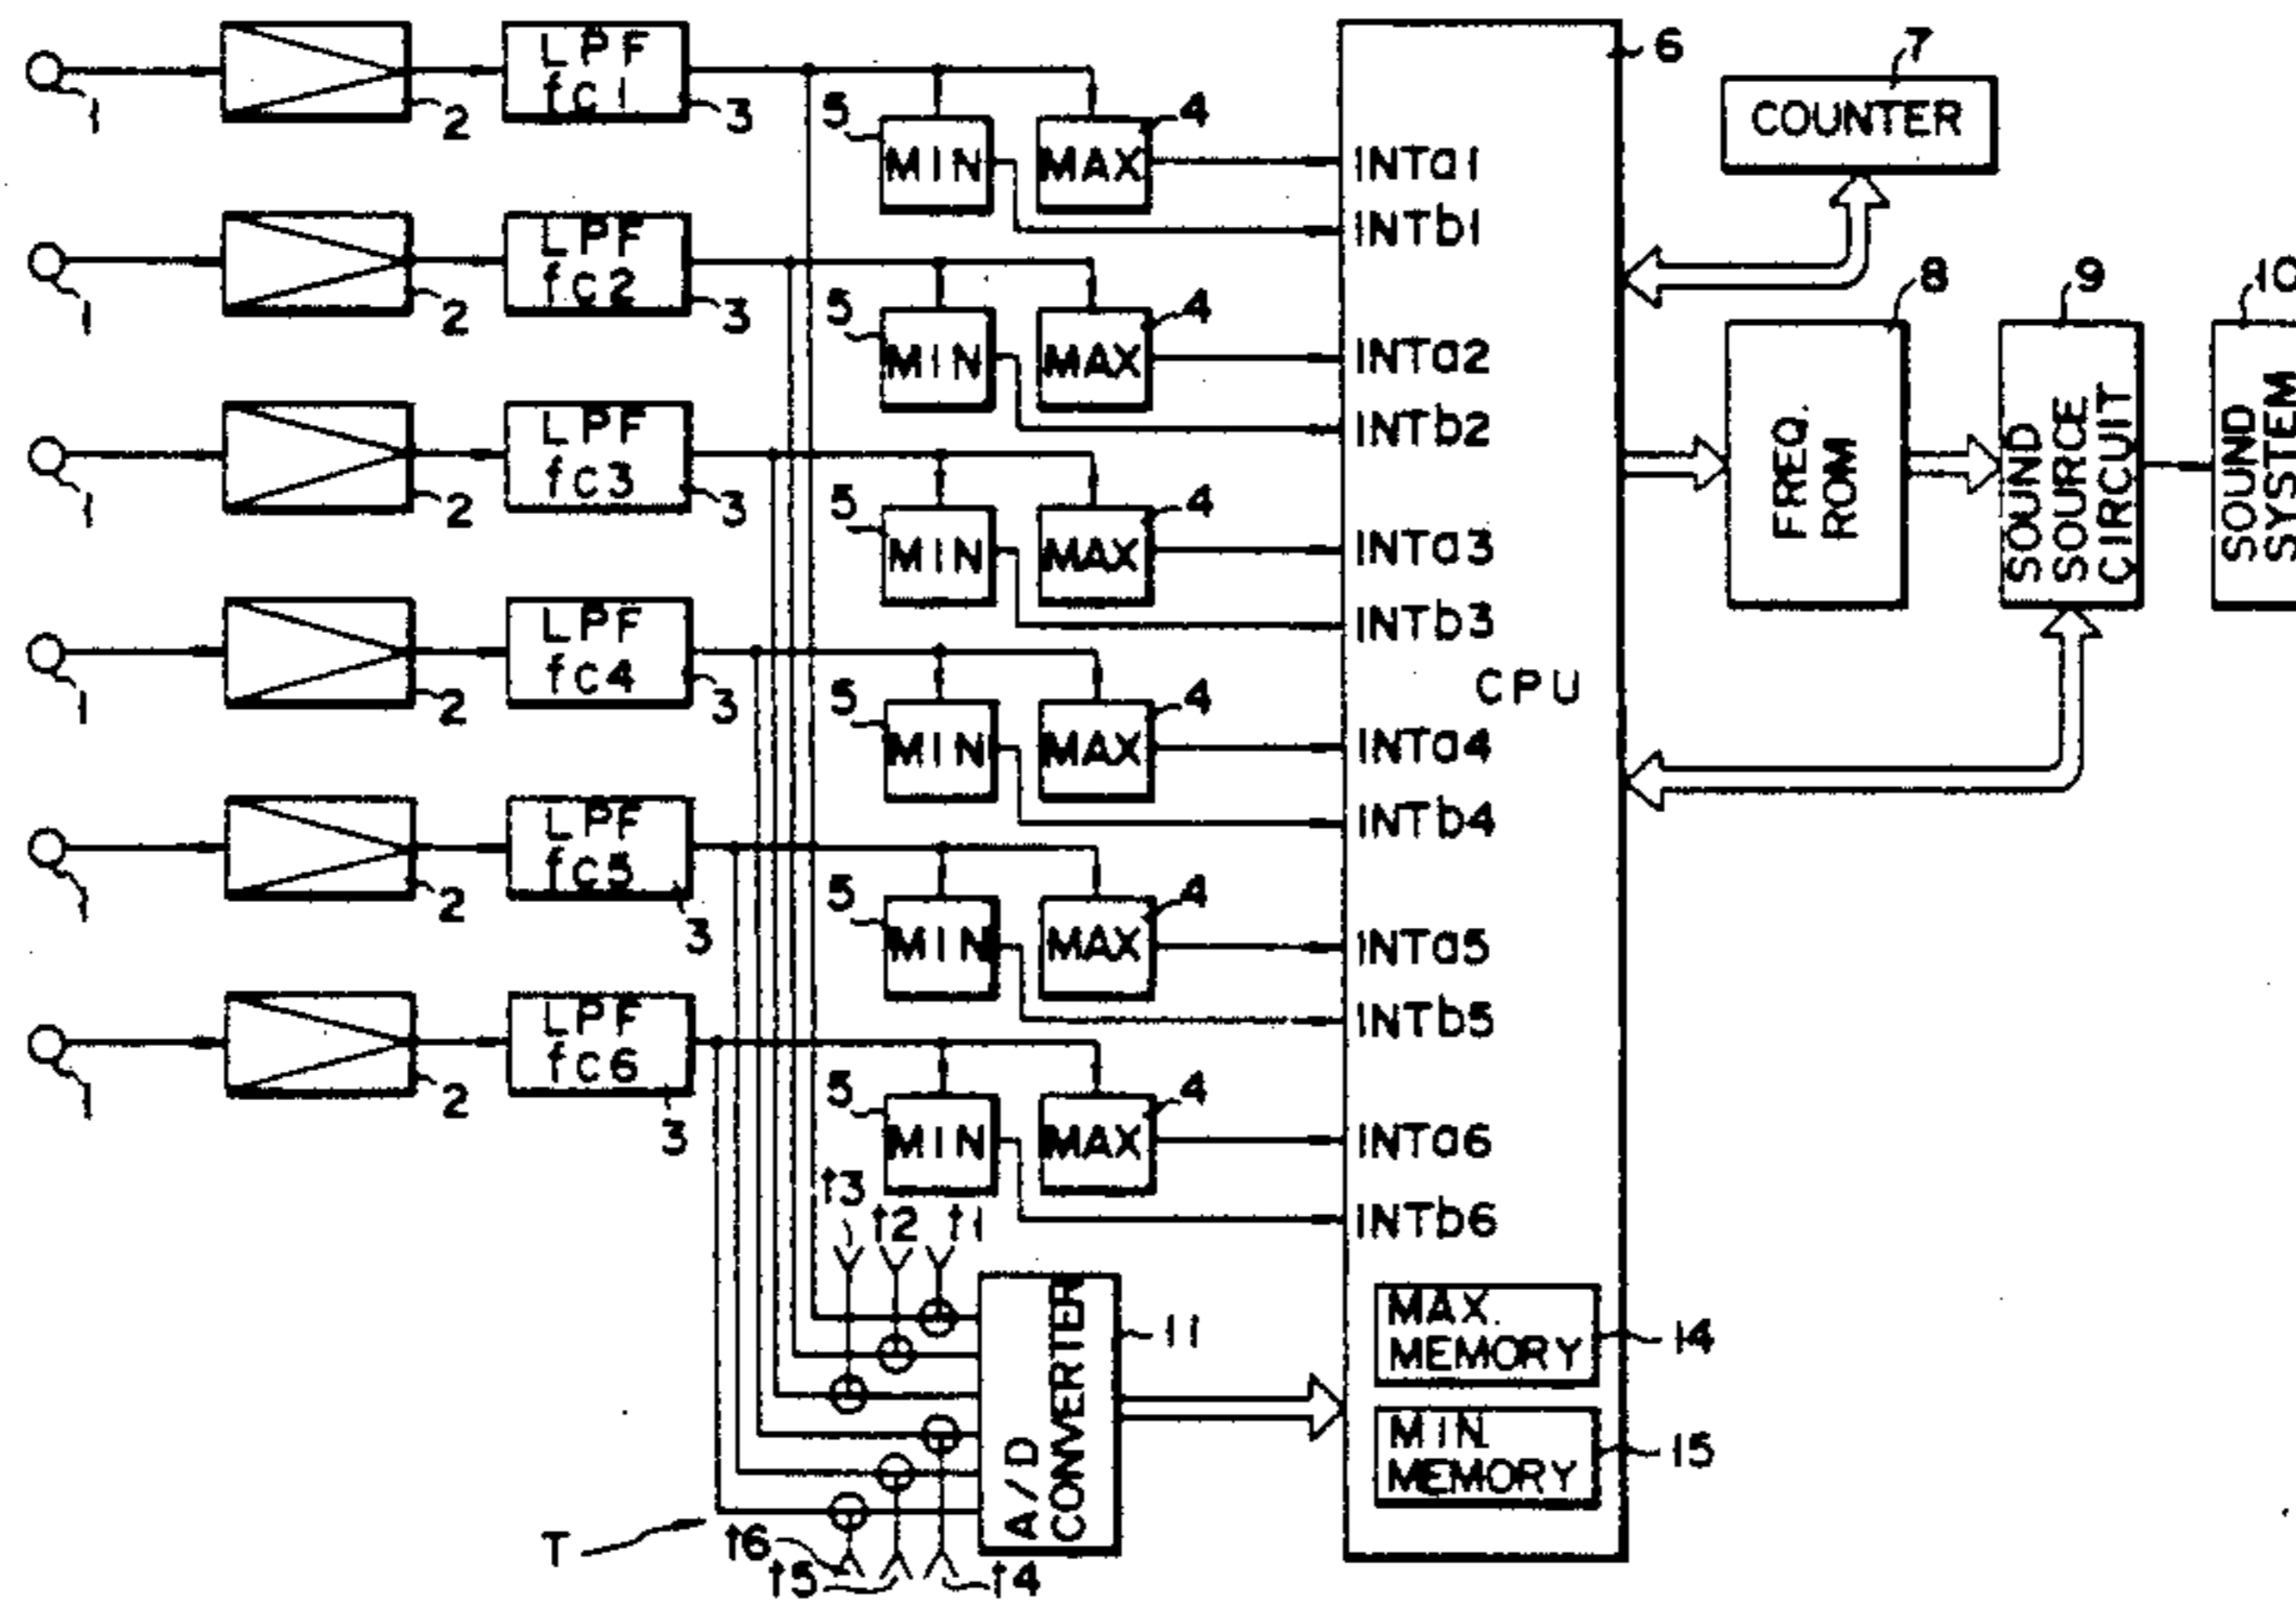 LPF
fc1
1
2
3
5
MIN
4
MAX
INTa1
INTb1
6
7
COUNTER
LPF
fc2
1
2
3
5
MIN
4
MAX
INTa2
INTb2
8
FREQ.
ROM
9
SOUND
SOURCE
CIRCUIT
10
SOUND
SYSTEM
LPF
fc3
1
2
3
5
MIN
4
MAX
INTa3
INTb3
CPU
LPF
fc4
1
2
3
5
MIN
4
MAX
INTa4
INTb4
LPF
fc5
1
2
3
5
MIN
4
MAX
INTa5
INTb5
LPF
fc6
1
2
3
5
MIN
4
MAX
INTa6
INTb6
t3
t2
t1
A/D
CONVERTER
11
MAX.
MEMORY
14
MIN.
MEMORY
15
T
t6
t5
t4